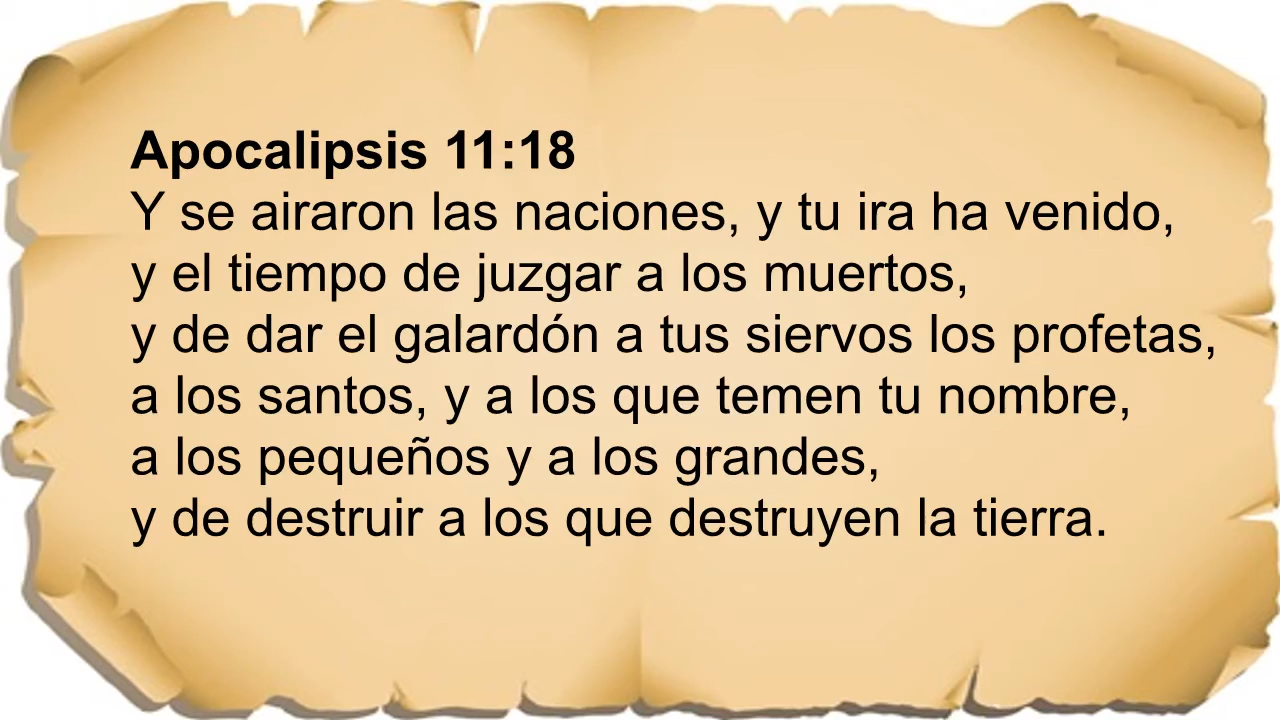 Apocalipsis 11:18
Y se airaron las naciones, y tu ira ha venido,
y el tiempo de juzgar a los muertos,
y de dar el galardón a tus siervos los profetas,
a los santos, y a los que temen tu nombre,
a los pequeños y a los grandes,
y de destruir a los que destruyen la tierra.